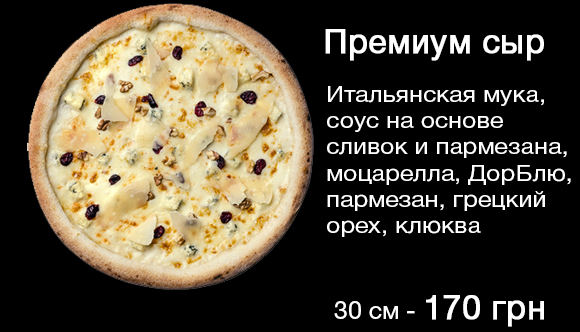 Премиум сыр
Итальянская мука,
соус на основе
сливок и пармезана,
моцарелла, ДорБлю,
пармезан, грецкий
орех, клюква
30 см - 170 грн